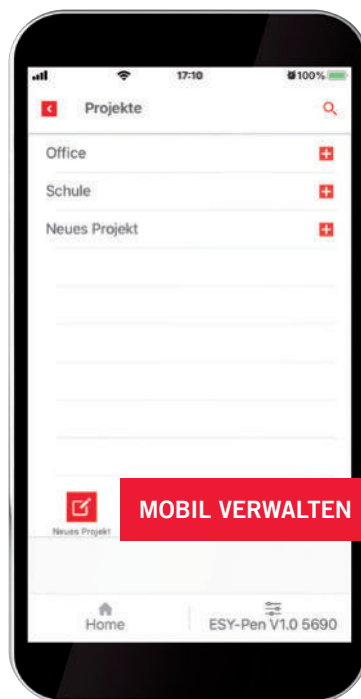 17:10
100%
Projekte
Office
Schule
Neues Projekt
MOBIL VERWALTEN
Neues Projekt
Home
ESY-Pen V1.0 5690